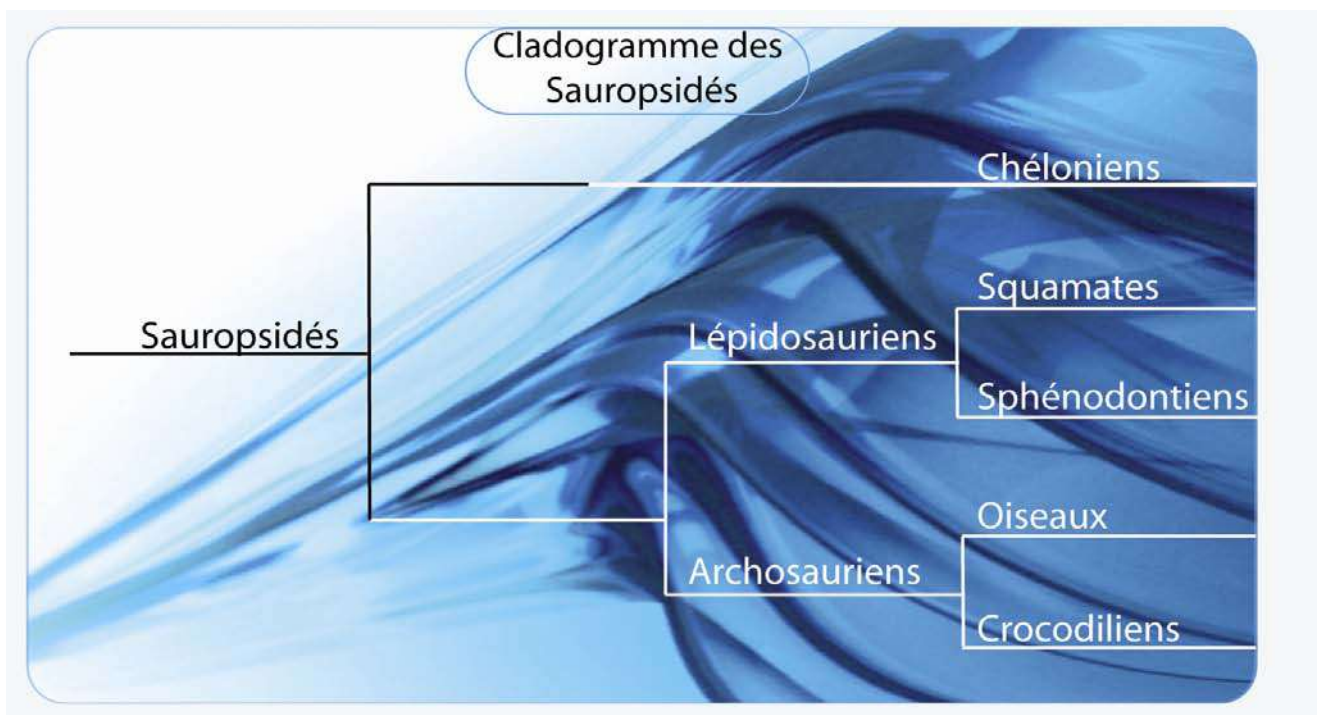 Cladogramme des
Sauropsidés
Chéloniens
Squamates
Sauropsidés
Lépidosauriens
Sphénodontiens
Oiseaux
Archosauriens
Crocodiliens